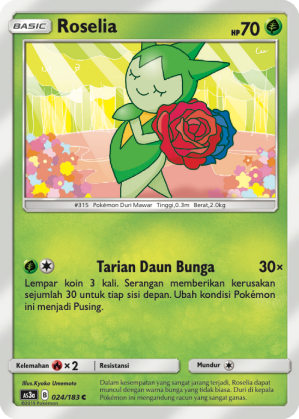 BASIC Roselia HP70
#315 Pokémon Duri Mawar Tinggi,0.3m Berat,2.0kg
Tarian Daun Bunga 30×
Lempar koin 3 kali. Serangan memberikan kerusakan
sejumlah 30 untuk tiap sisi depan. Ubah kondisi Pokémon
ini menjadi Pusing.
Kelemahan ×2 Resistansi Mundur
Illus.Kyoko Umemoto
AS3a B 024/183 C
Dalam kesempatan yang sangat jarang terjadi, Roselia dapat
muncul dengan warna bunga yang tidak biasa. Duri di kepala
Pokémon ini mengandung racun yang sangat ganas.